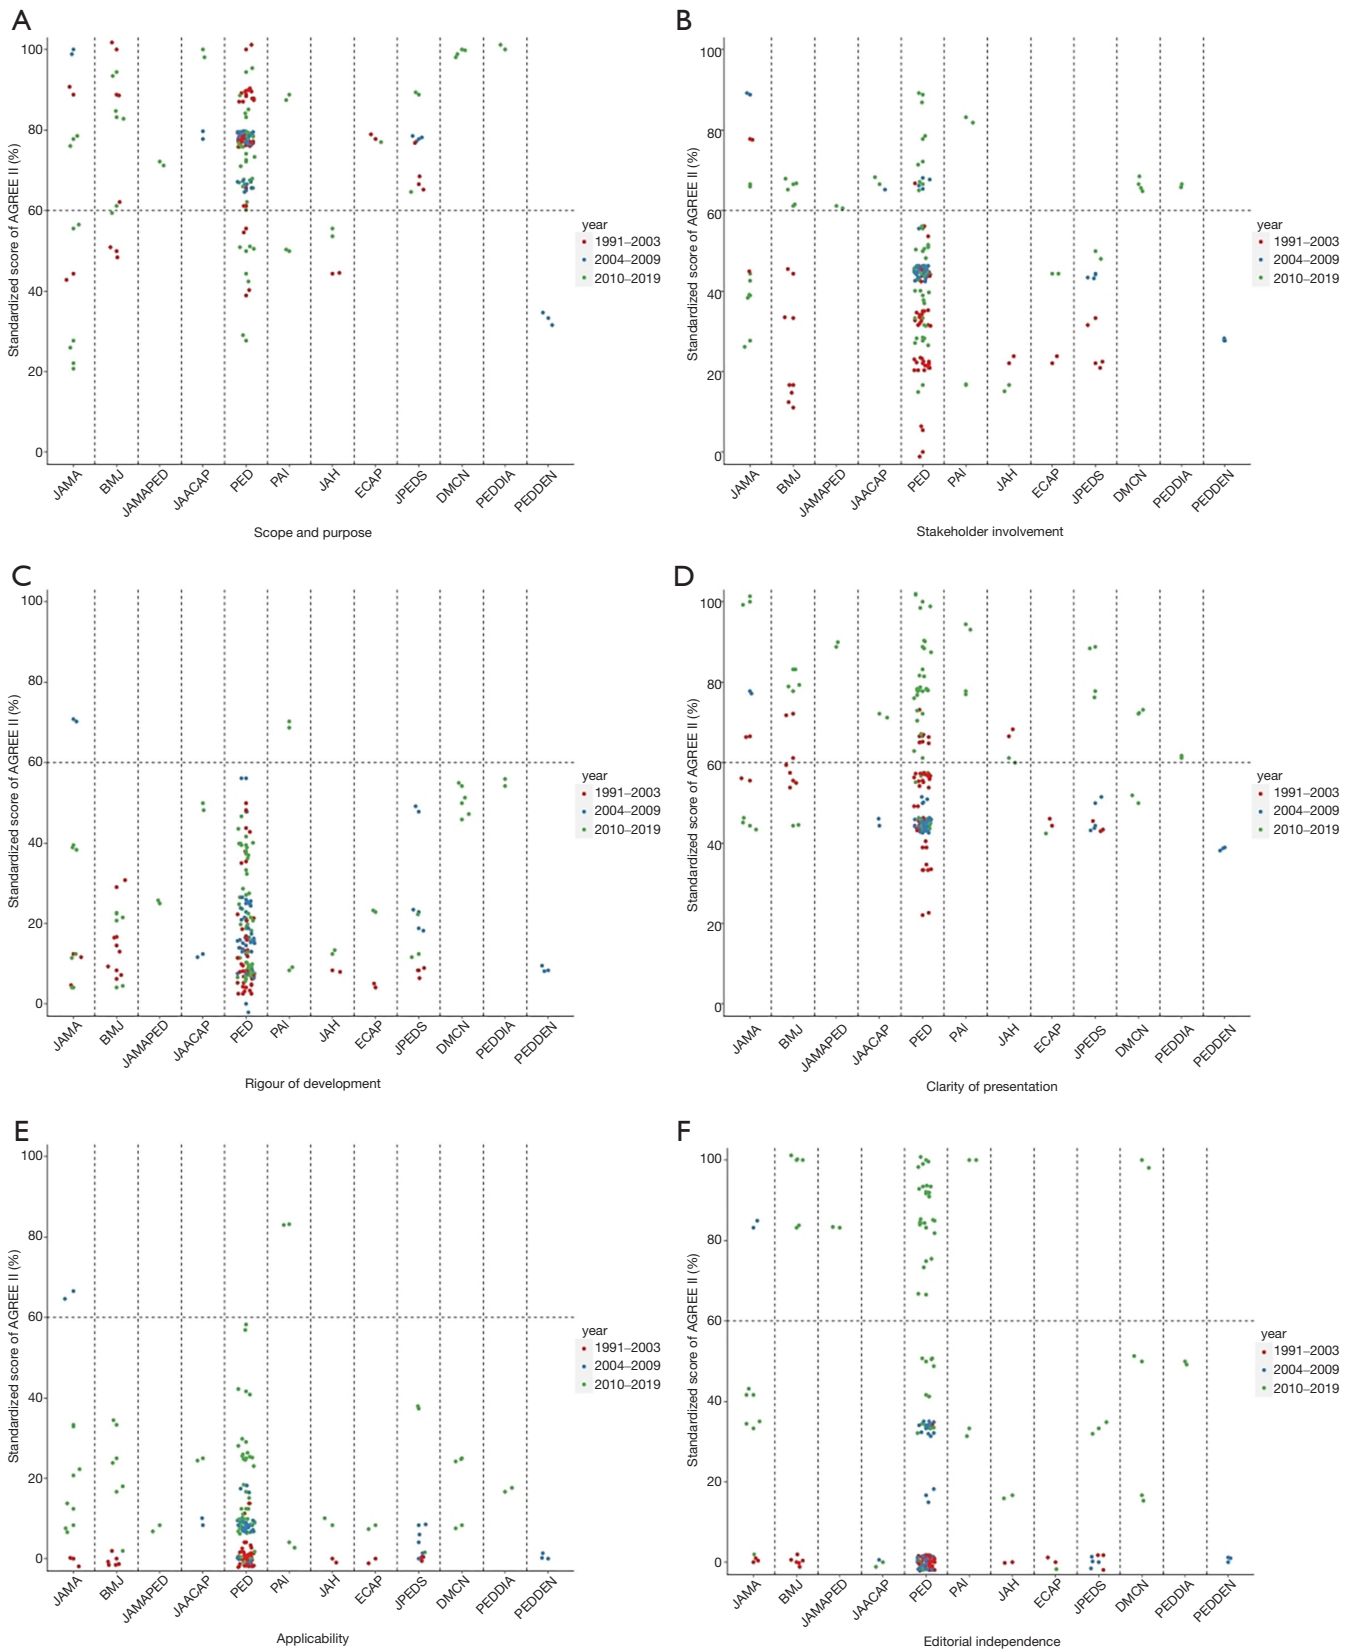 A
Standardized score of AGREE II (%)
100
80
60
40
20
0
JAMA
BMJ
JAMAPED
JAACAP
PED
PAI
JAH
ECAP
JPEDS
DMCN
PEDDIA
PEDDEN
Scope and purpose
year
1991–2003
2004–2009
2010–2019
B
Standardized score of AGREE II (%)
100
80
60
40
20
0
JAMA
BMJ
JAMAPED
JAACAP
PED
PAI
JAH
ECAP
JPEDS
DMCN
PEDDIA
PEDDEN
Stakeholder involvement
year
1991–2003
2004–2009
2010–2019
C
Standardized score of AGREE II (%)
100
80
60
40
20
0
JAMA
BMJ
JAMAPED
JAACAP
PED
PAI
JAH
ECAP
JPEDS
DMCN
PEDDIA
PEDDEN
Rigour of development
year
1991–2003
2004–2009
2010–2019
D
Standardized score of AGREE II (%)
100
80
60
40
20
0
JAMA
BMJ
JAMAPED
JAACAP
PED
PAI
JAH
ECAP
JPEDS
DMCN
PEDDIA
PEDDEN
Clarity of presentation
year
1991–2003
2004–2009
2010–2019
E
Standardized score of AGREE II (%)
100
80
60
40
20
0
JAMA
BMJ
JAMAPED
JAACAP
PED
PAI
JAH
ECAP
JPEDS
DMCN
PEDDIA
PEDDEN
Applicability
year
1991–2003
2004–2009
2010–2019
F
Standardized score of AGREE II (%)
100
80
60
40
20
0
JAMA
BMJ
JAMAPED
JAACAP
PED
PAI
JAH
ECAP
JPEDS
DMCN
PEDDIA
PEDDEN
Editorial independence
year
1991–2003
2004–2009
2010–2019